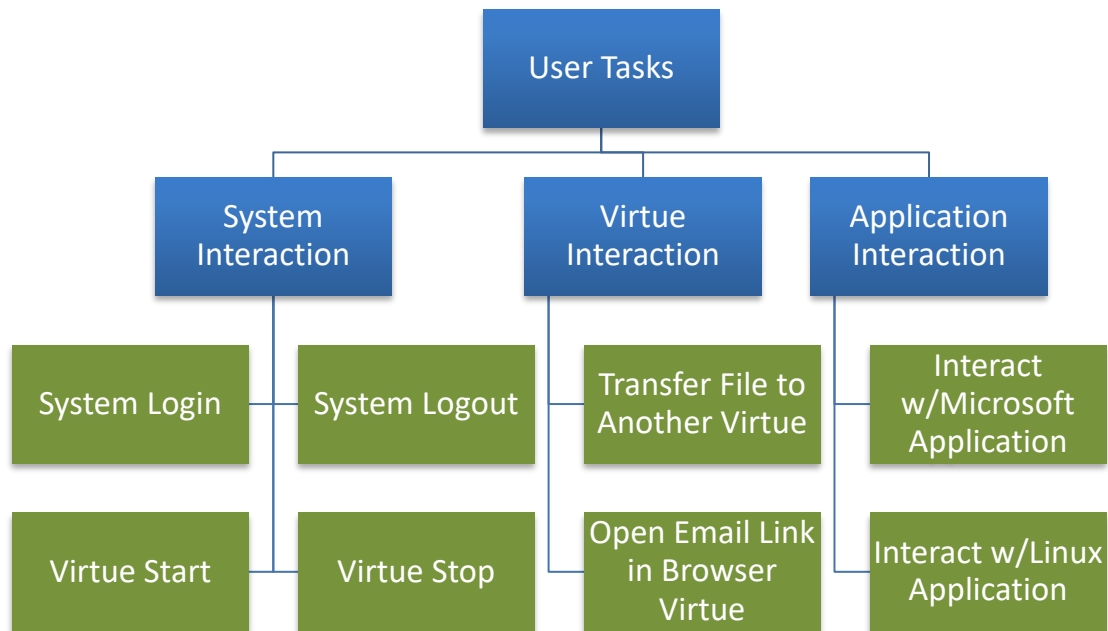 User Tasks
System
Interaction
Virtue
Interaction
Application
Interaction
System Login
System Logout
Transfer File to
Another Virtue
Interact
w/Microsoft
Application
Virtue Start
Virtue Stop
Open Email Link
in Browser
Virtue
Interact w/Linux
Application